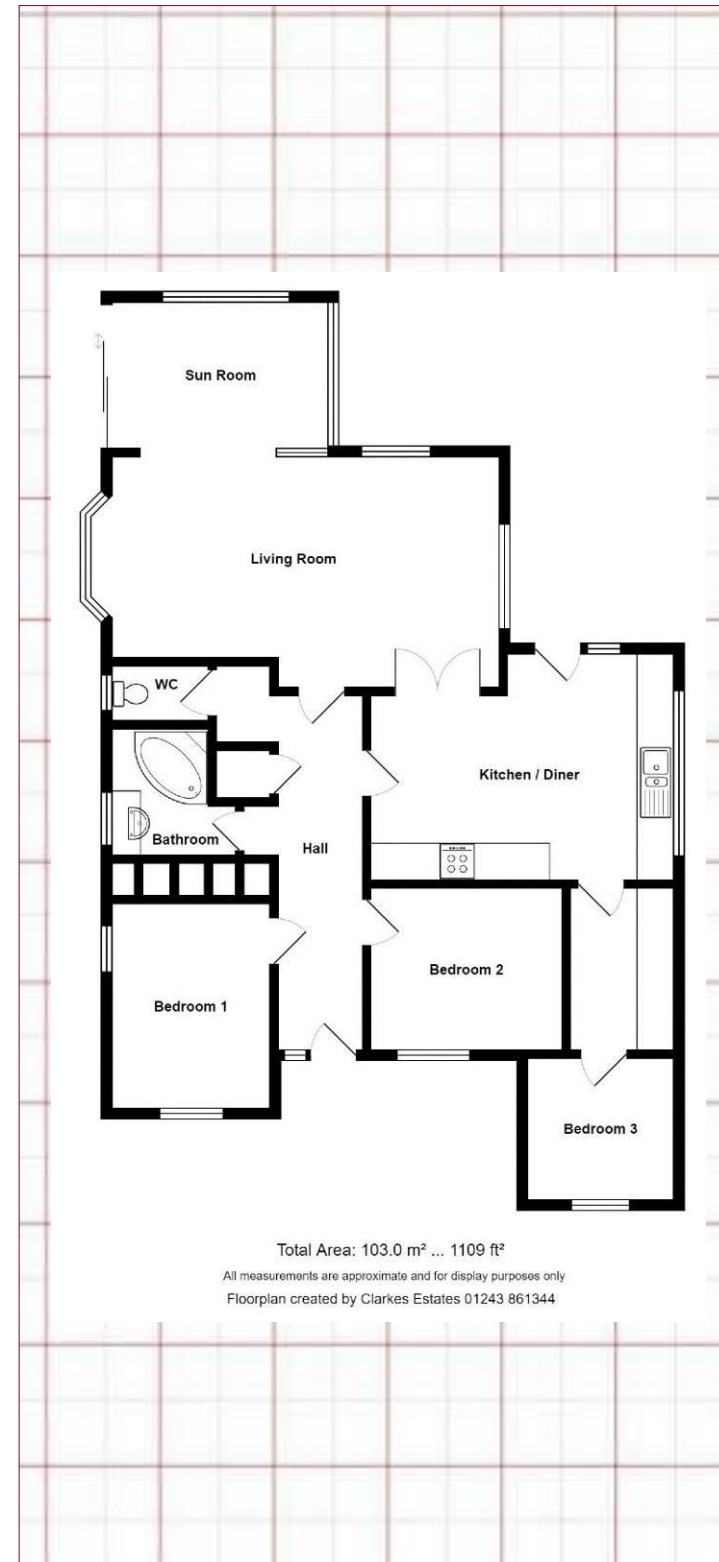 Sun Room
Living Room
WC
Kitchen / Diner
Bathroom
Hall
Bedroom 2
Bedroom 1
Bedroom 3
Total Area: 103.0 m² ... 1109 ft²
All measurements are approximate and for display purposes only
Floorplan created by Clarkes Estates 01243 861344